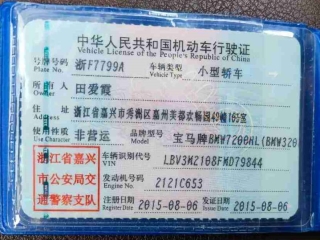 中华人民共和国机动车行驶证
Vehicle License of the People's Republic of China
号牌号码 浙F7799A 车辆类型 小型轿车
Plate No. Vehicle Type
所有人 田爱霞
Owner
住址 浙江省嘉兴市秀洲区嘉州美都欢畅园49幢165室
Address
使用性质 非营运 品牌型号 宝马牌BMW7200HL(BMW320
浙江省嘉兴市公安局交通警察支队
车辆识别代号 LBV3M2108FMD79844
VIN
发动机号码 2121C653
Engine No.
注册日期 2015-08-06 发证日期 2015-08-06
Register Date Issue Date